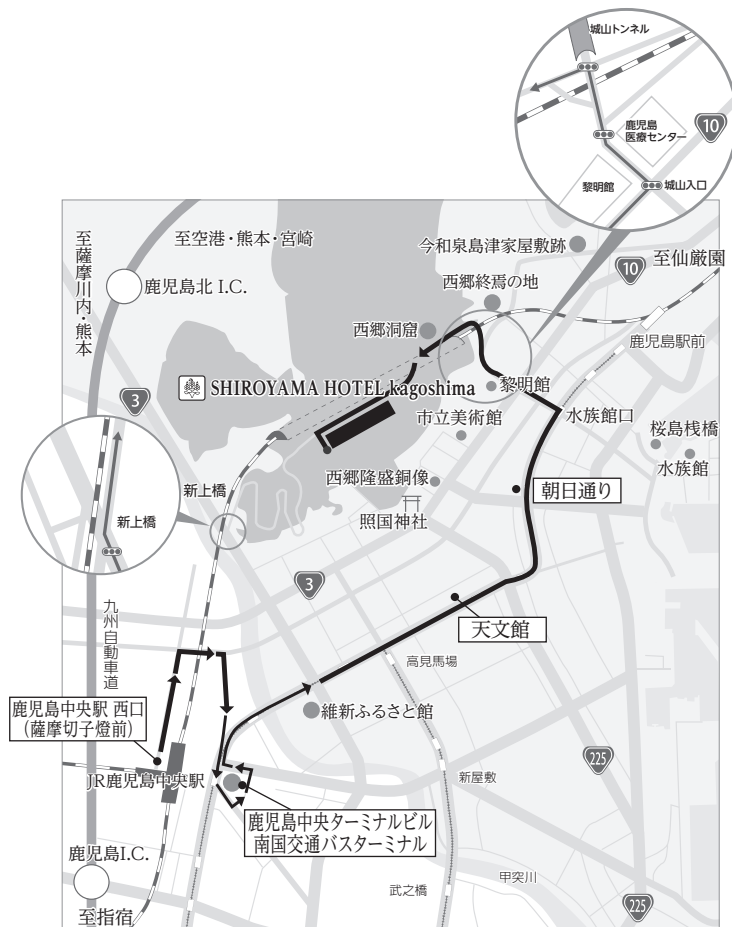 城山トンネル
10
鹿児島
医療センター
黎明館
城山入口
至薩摩川内・熊本
至空港・熊本・宮崎
今和泉島津家屋敷跡
10
至仙厳園
鹿児島北 I.C.
西郷終焉の地
西郷洞窟
鹿児島駅前
SHIROYAMA HOTEL kagoshima
3
黎明館
市立美術館
水族館口
桜島桟橋
水族館
新上橋
西郷隆盛銅像
朝日通り
新上橋
照国神社
3
天文館
九州自動車道
高見馬場
鹿児島中央駅 西口
(薩摩切子燈前)
維新ふるさと館
JR鹿児島中央駅
新屋敷
225
鹿児島中央ターミナルビル
南国交通バスターミナル
鹿児島I.C.
武之橋
甲突川
225
至指宿